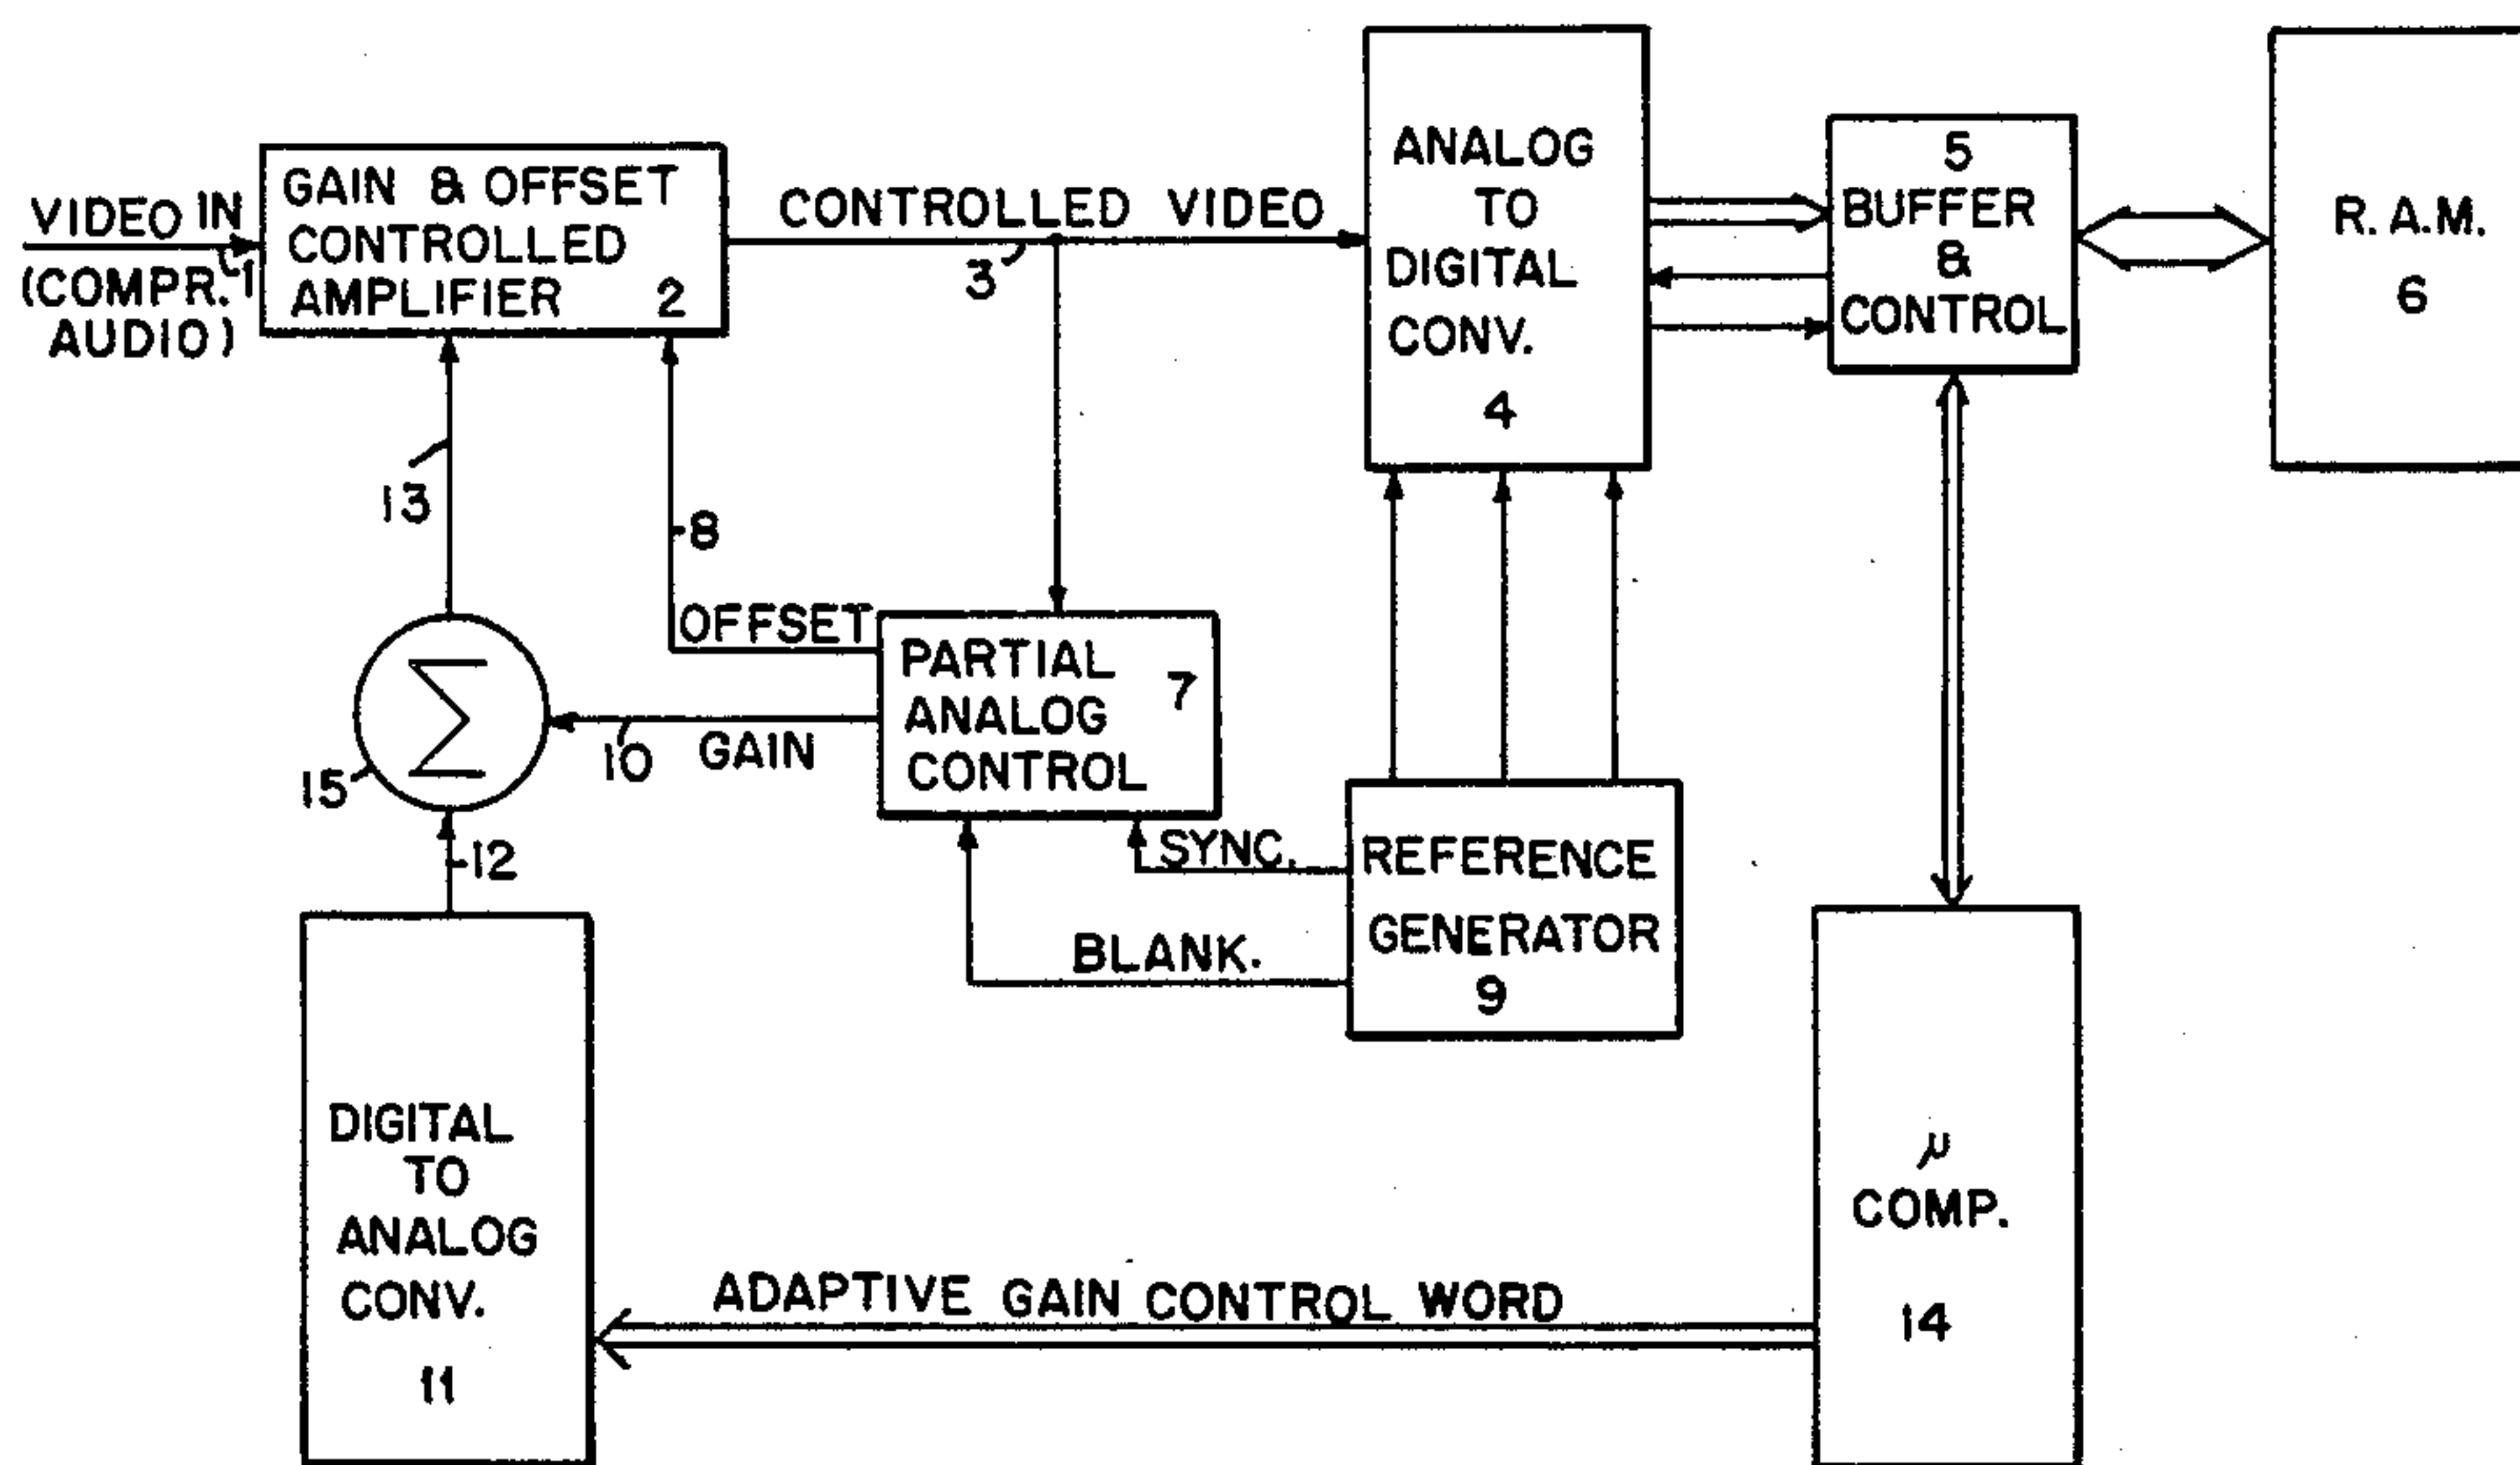 VIDEO IN
(COMPR.
AUDIO)
1
GAIN & OFFSET
CONTROLLED
AMPLIFIER 2
CONTROLLED VIDEO
3
ANALOG
TO
DIGITAL
CONV.
4
5
BUFFER
&
CONTROL
R.A.M.
6
13
8
OFFSET
PARTIAL
ANALOG
CONTROL
7
Σ
15
10 GAIN
12
SYNC.
BLANK.
REFERENCE
GENERATOR
9
DIGITAL
TO
ANALOG
CONV.
11
ADAPTIVE GAIN CONTROL WORD
μ
COMP.
14